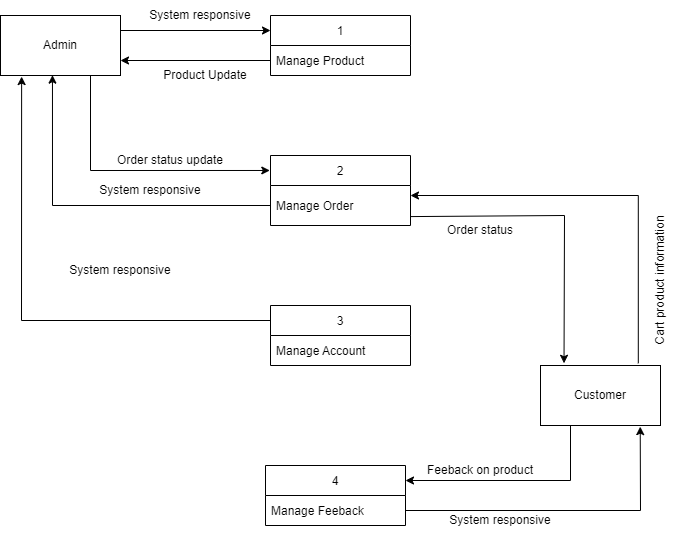 System responsive
Admin
1
Manage Product
Product Update
Order status update
2
System responsive
Manage Order
Order status
Cart product information
System responsive
3
Manage Account
Customer
Feeback on product
4
Manage Feeback
System responsive